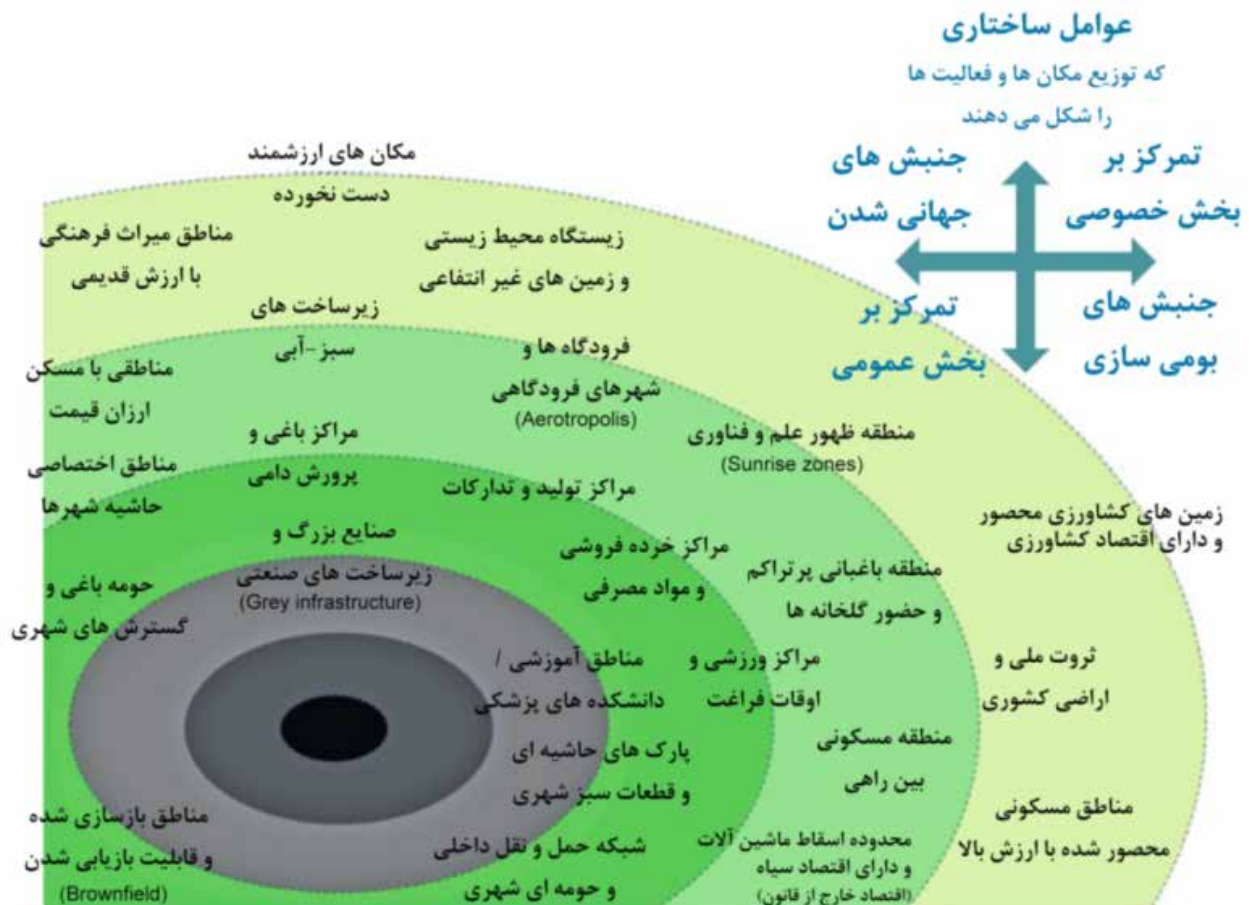 عوامل ساختاری
که توزیع مکان ها و فعالیت ها
را شکل می دهند
تمرکز بر
بخش خصوصی
جنبش های
جهانی شدن
جنبش های
بومی سازی
تمرکز بر
بخش عمومی
مکان های ارزشمند
دست نخورده
زیستگاه محیط زیستی
و زمین های غیر انتفاعی
مناطق میراث فرهنگی
با ارزش قدیمی
زیرساخت های
سبز-آبی
فرودگاه ها و
شهرهای فرودگاهی
(Aerotropolis)
مناطقی با مسکن
ارزان قیمت
منطقه ظهور علم و فناوری
(Sunrise zones)
مراکز باغی و
پرورش دامی
مناطق اختصاصی
حاشیه شهرها
مراکز تولید و تدارکات
زمین های کشاورزی محصور
و دارای اقتصاد کشاورزی
صنایع بزرگ و
زیرساخت های صنعتی
(Grey infrastructure)
مراکز خرده فروشی
و مواد مصرفی
منطقه باغبانی پرتراکم
و حضور گلخانه ها
حومه باغی و
گسترش های شهری
ثروت ملی و
اراضی کشوری
مراکز ورزشی و
اوقات فراغت
مناطق آموزشی /
دانشکده های پزشکی
منطقه مسکونی
بین راهی
پارک های حاشیه ای
و قطعات سبز شهری
مناطق مسکونی
محصور شده با ارزش بالا
محدوده اسقاط ماشین آلات
و دارای اقتصاد سیاه
(اقتصاد خارج از قانون)
شبکه حمل و نقل داخلی
و حومه ای شهری
مناطق بازسازی شده
و قابلیت بازیابی شدن
(Brownfield)